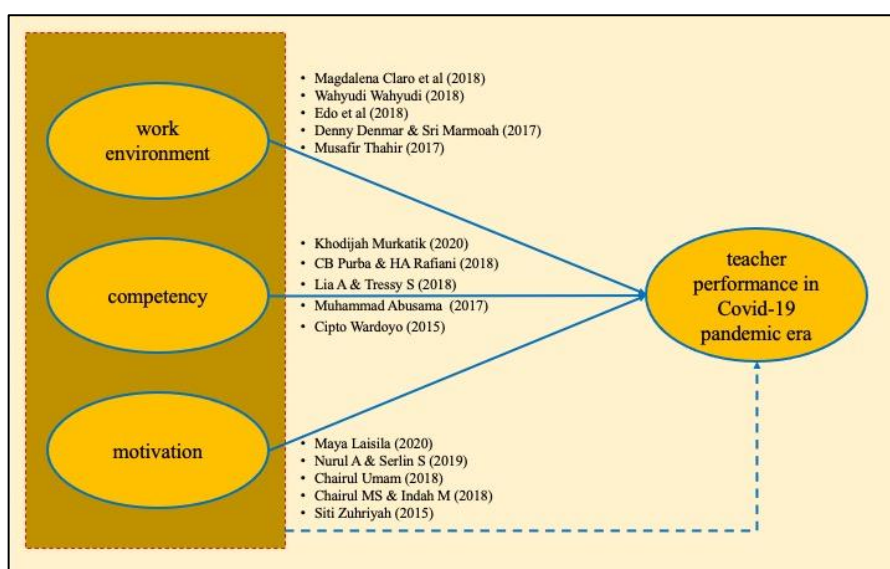 work
environment
• Magdalena Claro et al (2018)
• Wahyudi Wahyudi (2018)
• Edo et al (2018)
• Denny Denmar & Sri Marmoah (2017)
• Musafir Thahir (2017)
competency
• Khodijah Murkatik (2020)
• CB Purba & HA Rafiani (2018)
• Lia A & Tressy S (2018)
• Muhammad Abusama (2017)
• Cipto Wardoyo (2015)
motivation
• Maya Laisila (2020)
• Nurul A & Serlin S (2019)
• Chairul Umam (2018)
• Chairul MS & Indah M (2018)
• Siti Zuhriyah (2015)
teacher
performance in
Covid-19
pandemic era